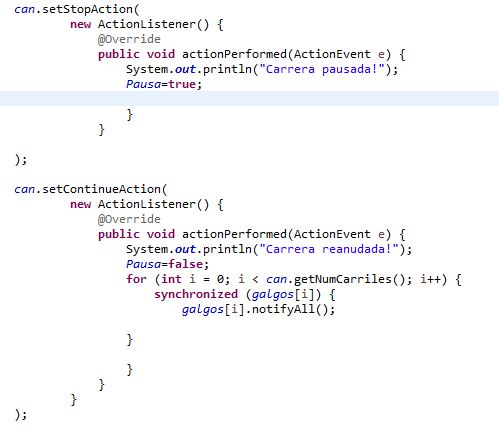 can.setStopAction(
new ActionListener() {
@Override
public void actionPerformed(ActionEvent e) {
System.out.println("Carrera pausada!");
Pausa=true;
}
}
);
can.setContinueAction(
new ActionListener() {
@Override
public void actionPerformed(ActionEvent e) {
System.out.println("Carrera reanudada!");
Pausa=false;
for (int i = 0; i < can.getNumCarriles(); i++) {
synchronized (galgos[i]) {
galgos[i].notifyAll();
}
}
}
}
);